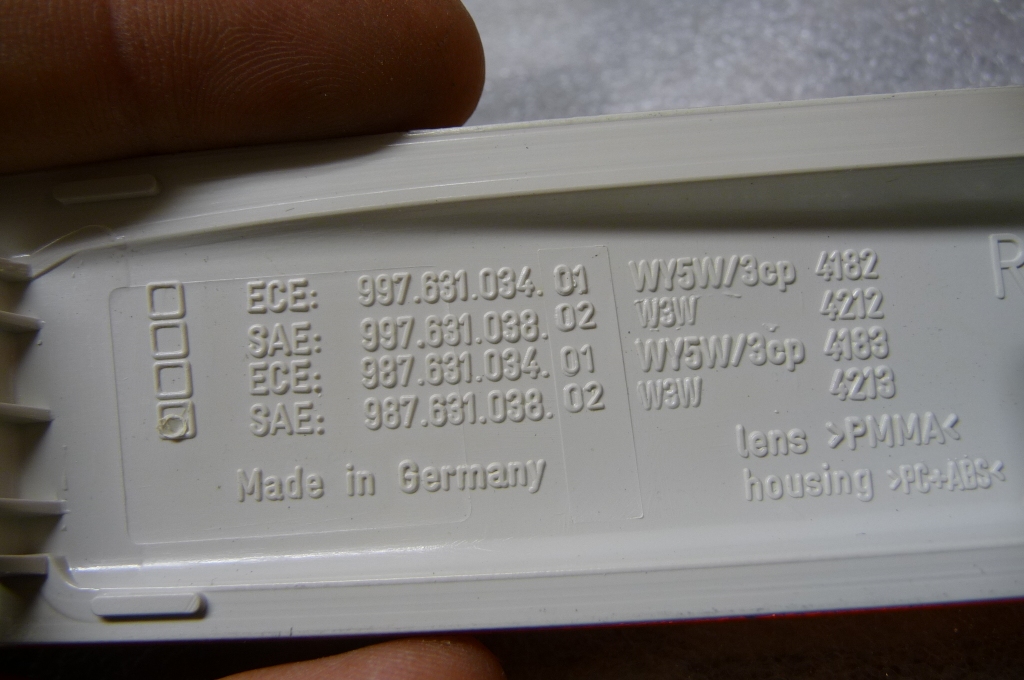 ECE: 997.631.034. 01 WY5W/3cp 4182
SAE: 997.631.038. 02 W3W 4212
ECE: 987.631.034. 01 WY5W/3cp 4183
SAE: 987.631.038. 02 W3W 4213
Made in Germany
lens >PMMA<
housing >PC+ABS<
R